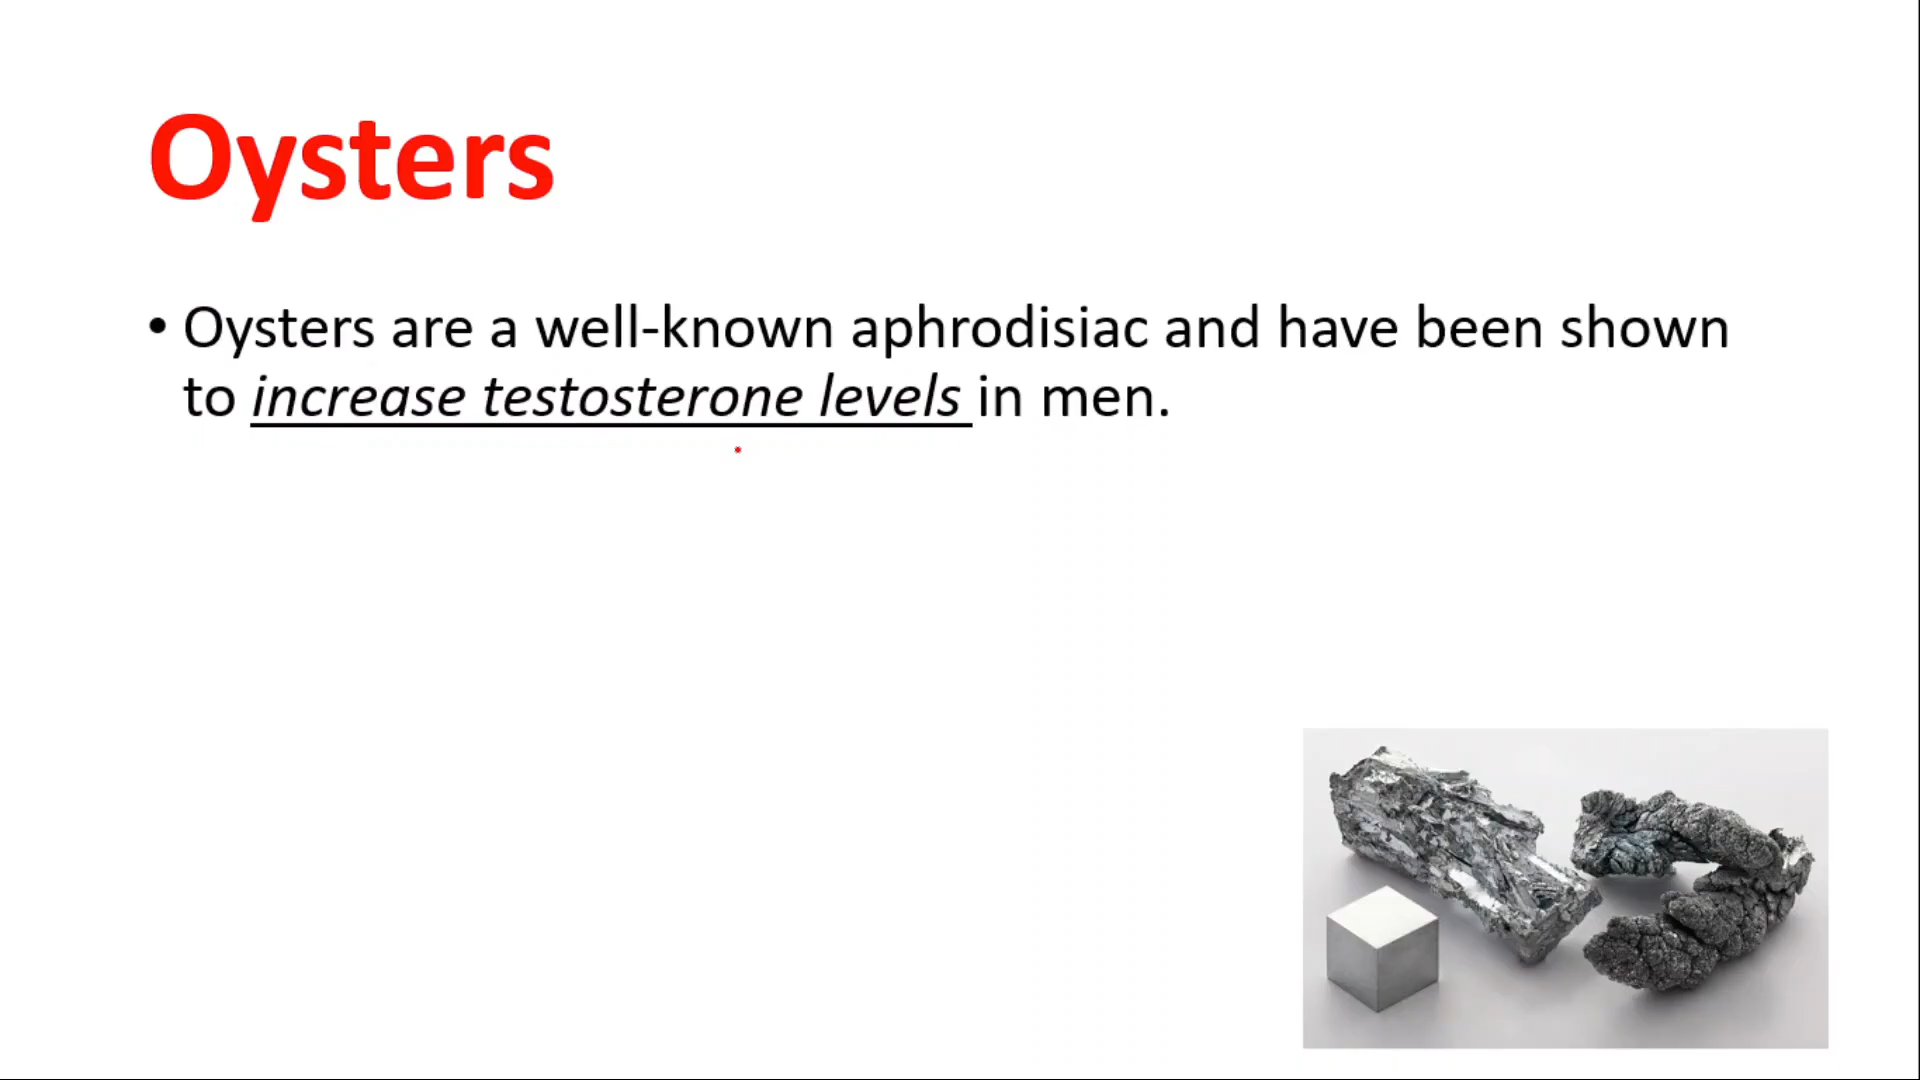 Oysters
• Oysters are a well-known aphrodisiac and have been shown
to increase testosterone levels in men.